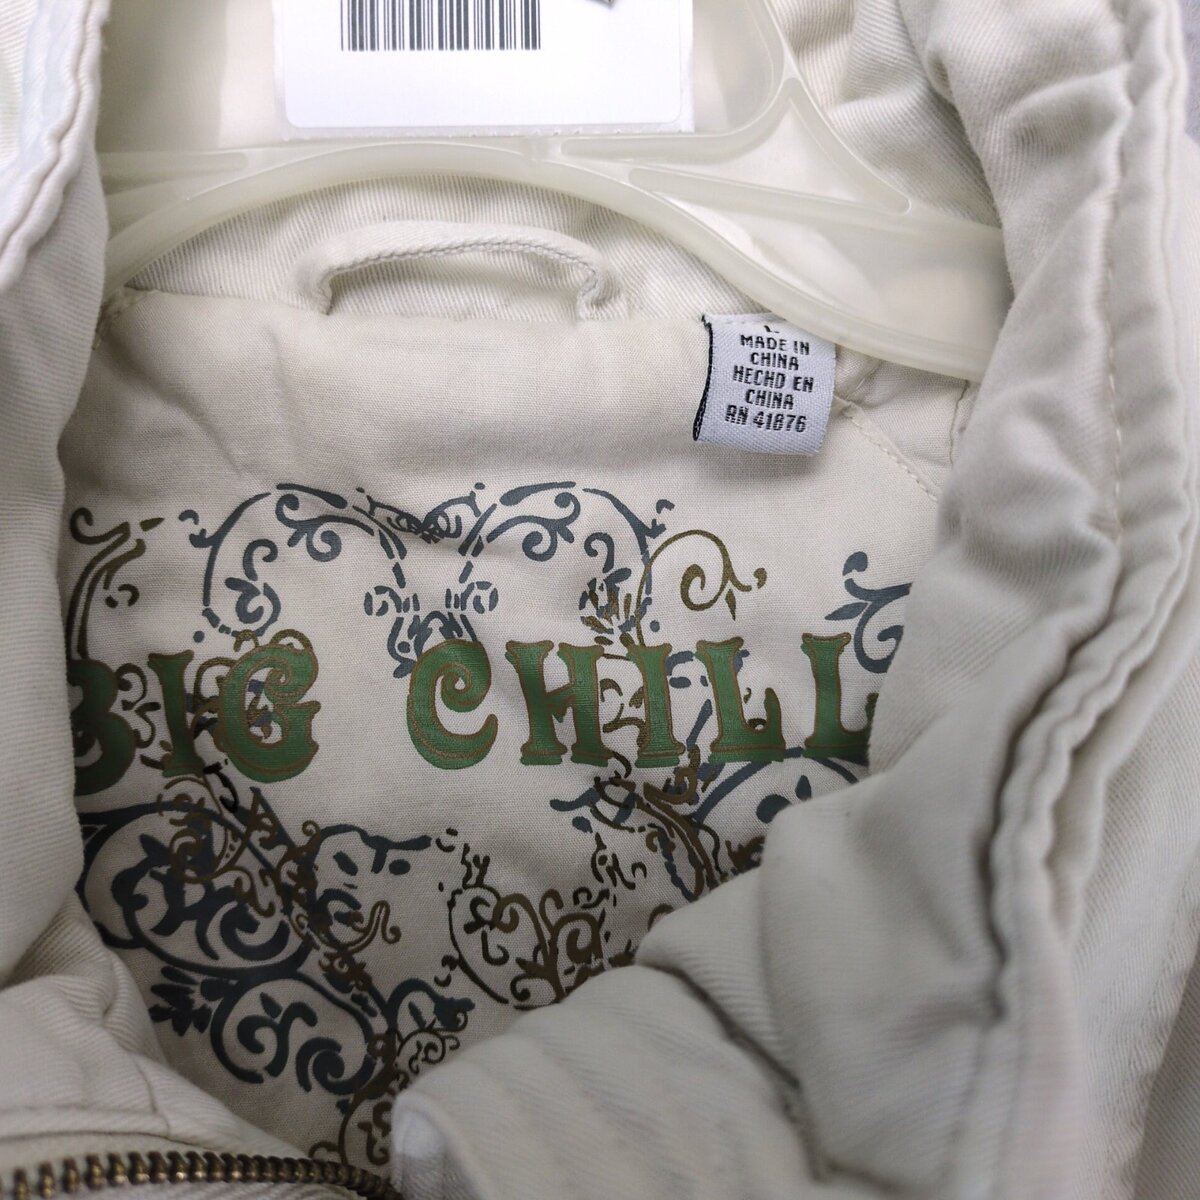 L
MADE IN
CHINA
HECHO EN
CHINA
RN 41876
BIG CHILL